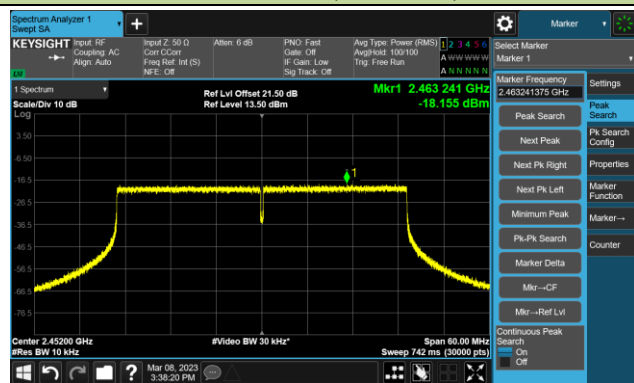 Spectrum Analyzer 1
Swept SA
Marker
KEYSIGHT
Input: RF
Coupling: AC
Align: Auto
Input Z: 50 Ω
Corr CCorr
Freq Ref: Int (S)
NFE: Off
Atten: 6 dB
PNO: Fast
Gate: Off
IF Gain: Low
Sig Track: Off
Avg Type: Power (RMS)
Avg|Hold: 100/100
Trig: Free Run
1 2 3 4 5 6
A W W W W W
A N N N N N
Select Marker
Marker 1
LXI
1 Spectrum
Scale/Div 10 dB
Log
Ref Lvl Offset 21.50 dB
Ref Level 13.50 dBm
Mkr1 2.463 241 GHz
-18.155 dBm
1
3.50
-6.50
-16.5
-26.5
-36.5
-46.5
-56.5
-66.5
-76.5
Center 2.45200 GHz
#Res BW 10 kHz
#Video BW 30 kHz*
Span 60.00 MHz
Sweep 742 ms (30000 pts)
Marker Frequency
2.463241375 GHz
Peak Search
Next Peak
Next Pk Right
Next Pk Left
Minimum Peak
Pk-Pk Search
Marker Delta
Mkr→CF
Mkr→Ref Lvl
Continuous Peak
Search
On
Off
Settings
Peak
Search
Pk Search
Config
Properties
Marker
Function
Marker→
Counter
?
Mar 08, 2023
3:38:20 PM